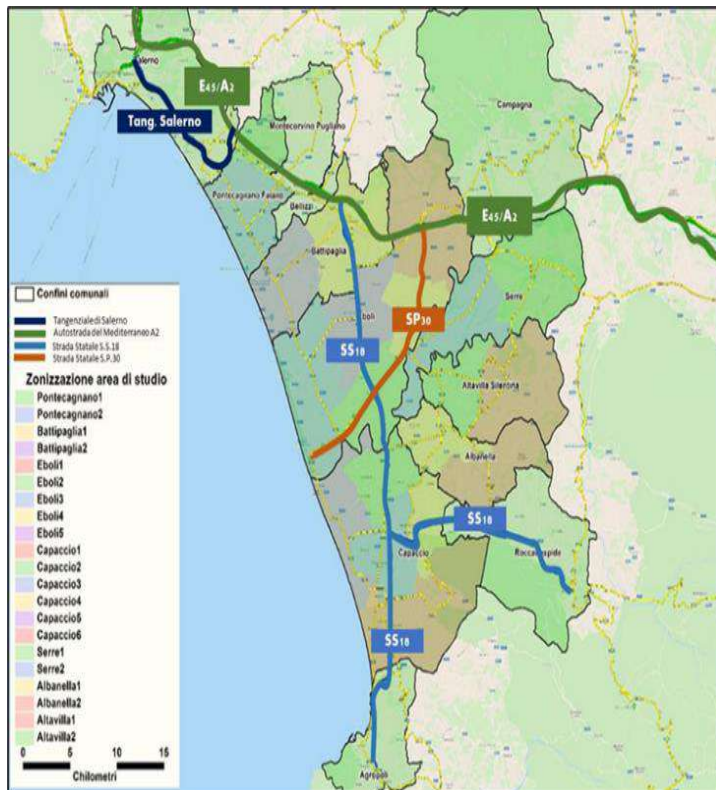 Salerno
E45/A2
Tang. Salerno
Montecorvino Pugliano
Campagna
Pontecagnano Faiano
Bellizzi
E45/A2
Battipaglia
Serre
SP30
SS18
Altavilla Silentina
Albanella
SS18
Capaccio
Roccadaspide
SS18
Agropoli
Confini comunali
Tangenziale di Salerno
Autostrada del Mediterraneo A2
Strada Statale S.S.18
Strada Statale S.P.30
Zonizzazione area di studio
Pontecagnano1
Pontecagnano2
Battipaglia1
Battipaglia2
Eboli1
Eboli2
Eboli3
Eboli4
Eboli5
Capaccio1
Capaccio2
Capaccio3
Capaccio4
Capaccio5
Capaccio6
Serre1
Serre2
Albanella1
Albanella2
Altavilla1
Altavilla2
0 5 10 15
Chilometri